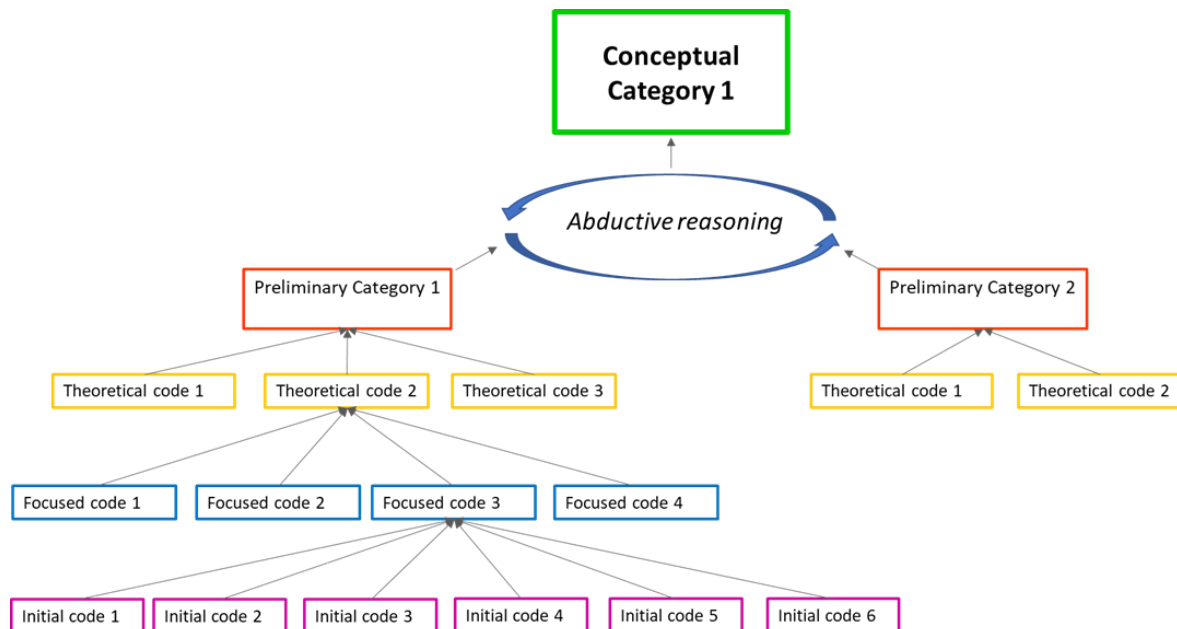 Conceptual
Category 1
Abductive reasoning
Preliminary Category 1
Preliminary Category 2
Theoretical code 1
Theoretical code 2
Theoretical code 3
Theoretical code 1
Theoretical code 2
Focused code 1
Focused code 2
Focused code 3
Focused code 4
Initial code 1
Initial code 2
Initial code 3
Initial code 4
Initial code 5
Initial code 6